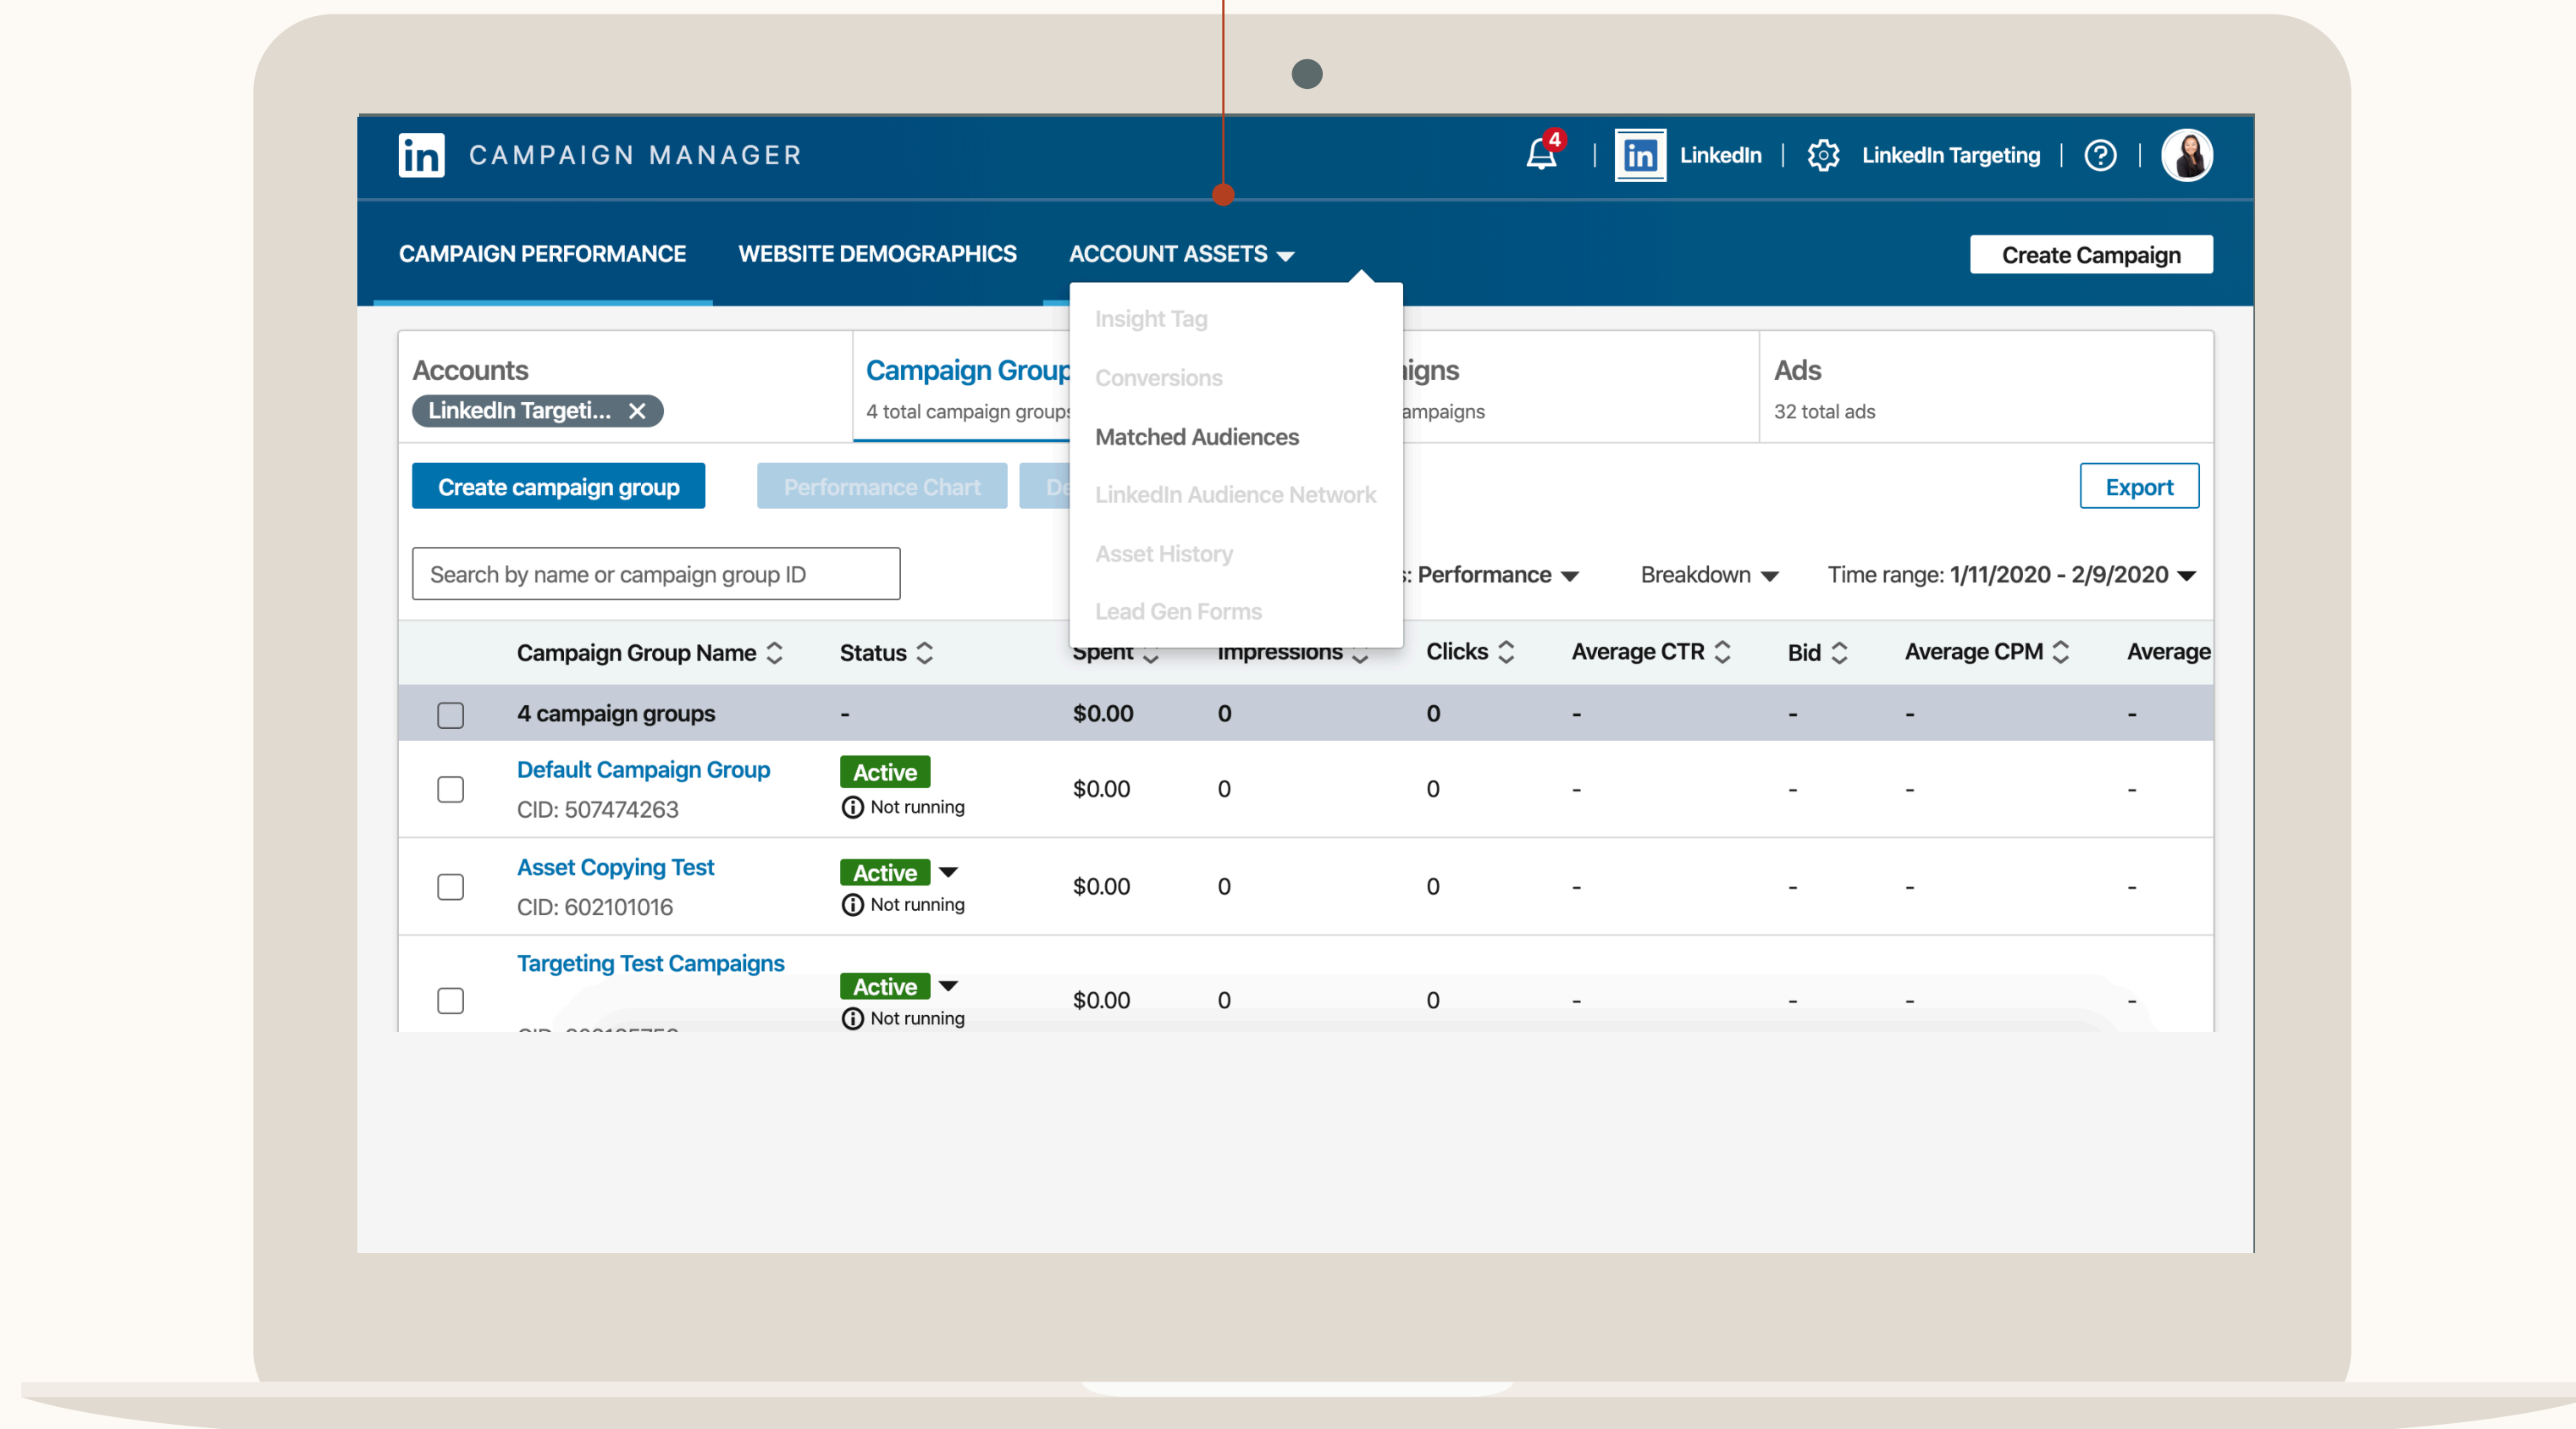 in CAMPAIGN MANAGER
4
in LinkedIn
LinkedIn Targeting
?
CAMPAIGN PERFORMANCE
WEBSITE DEMOGRAPHICS
ACCOUNT ASSETS
Create Campaign
Insight Tag
Conversions
Matched Audiences
LinkedIn Audience Network
Asset History
Lead Gen Forms
Accounts
LinkedIn Targeti... ×
Campaign Group
4 total campaign groups
Ads
32 total ads
Create campaign group
Performance Chart
Export
Search by name or campaign group ID
: Performance
Breakdown
Time range: 1/11/2020 - 2/9/2020
Campaign Group Name Status Spent Impressions Clicks Average CTR Bid Average CPM Average
4 campaign groups - $0.00 0 0 - - - -
Default Campaign Group
CID: 507474263
Active
Not running
$0.00 0 0 - - - -
Asset Copying Test
CID: 602101016
Active
Not running
$0.00 0 0 - - - -
Targeting Test Campaigns
Active
Not running
$0.00 0 0 - - - -